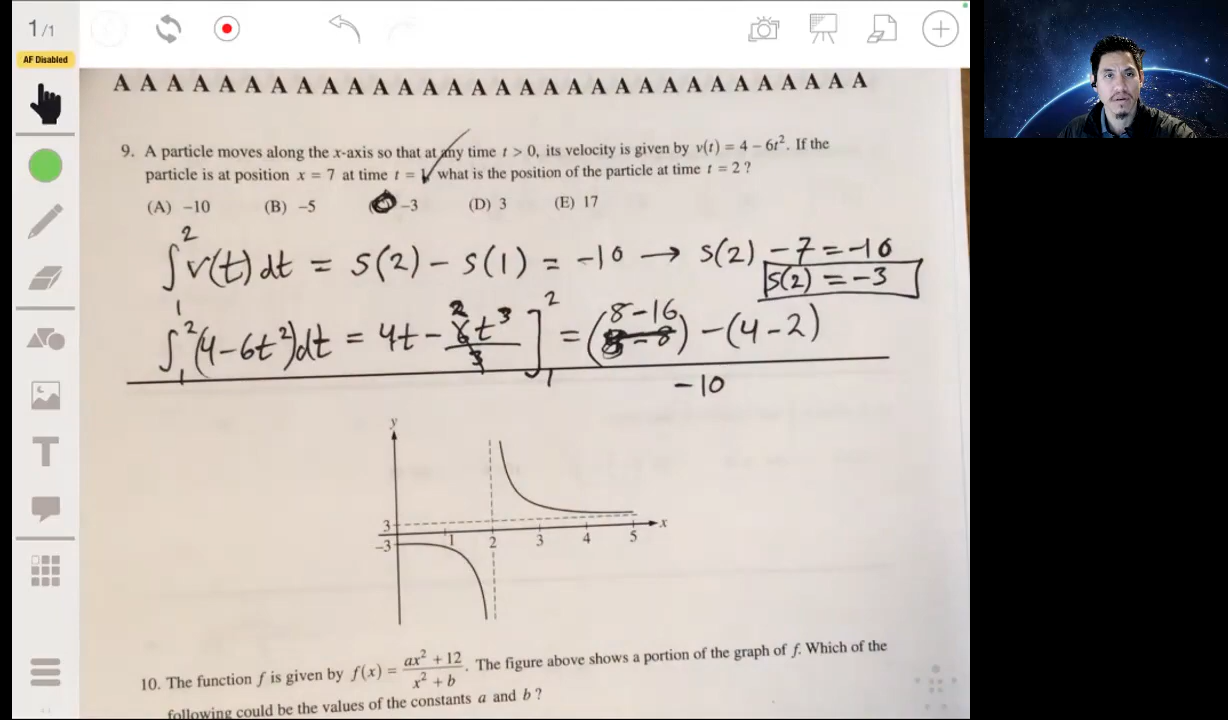 1/1
AF Disabled
A A A A A A A A A A A A A A A A A A A A A A A A A A A A A A
9. A particle moves along the x-axis so that at any time t > 0, its velocity is given by v(t) = 4 − 6t². If the
particle is at position x = 7 at time t = 1, what is the position of the particle at time t = 2 ?
(A) −10 (B) −5 −3 (D) 3 (E) 17
∫₁² v(t) dt = s(2) − s(1) = −10 → s(2) − 7 = −10
s(2) = −3
∫₁² (4 − 6t²)dt = 4t − 6t³/3 ]₁² = (8 − 16) − (4 − 2)
2
−10
y
3
−3
1 2 3 4 5
x
10. The function f is given by f(x) = (ax² + 12)/(x² + b). The figure above shows a portion of the graph of f. Which of the
following could be the values of the constants a and b ?
T